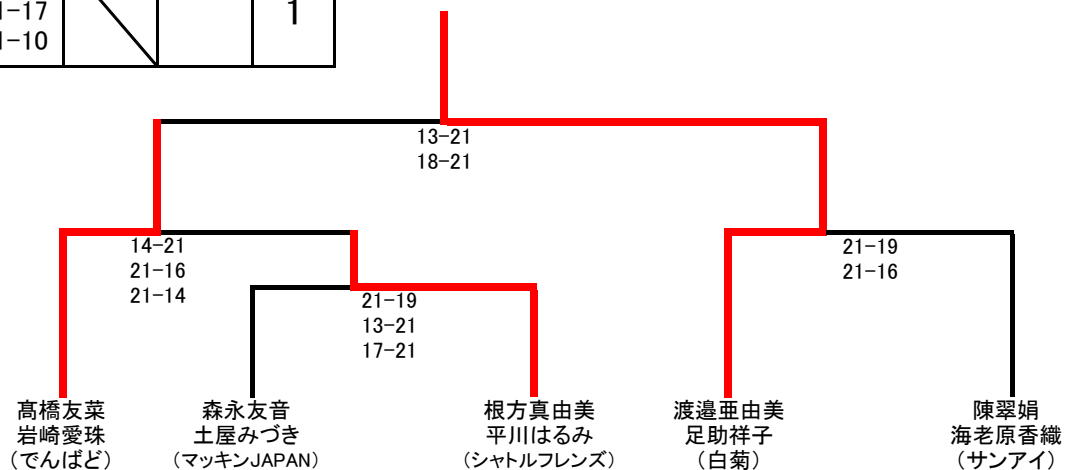 1-17
1-10
1
13-21
18-21
14-21
21-16
21-14
21-19
21-16
21-19
13-21
17-21
髙橋友菜
岩崎愛珠
（でんぱど）
森永友音
土屋みづき
（マッキンJAPAN）
根方真由美
平川はるみ
（シャトルフレンズ）
渡邉亜由美
足助祥子
（白菊）
陳翠娟
海老原香織
（サンアイ）